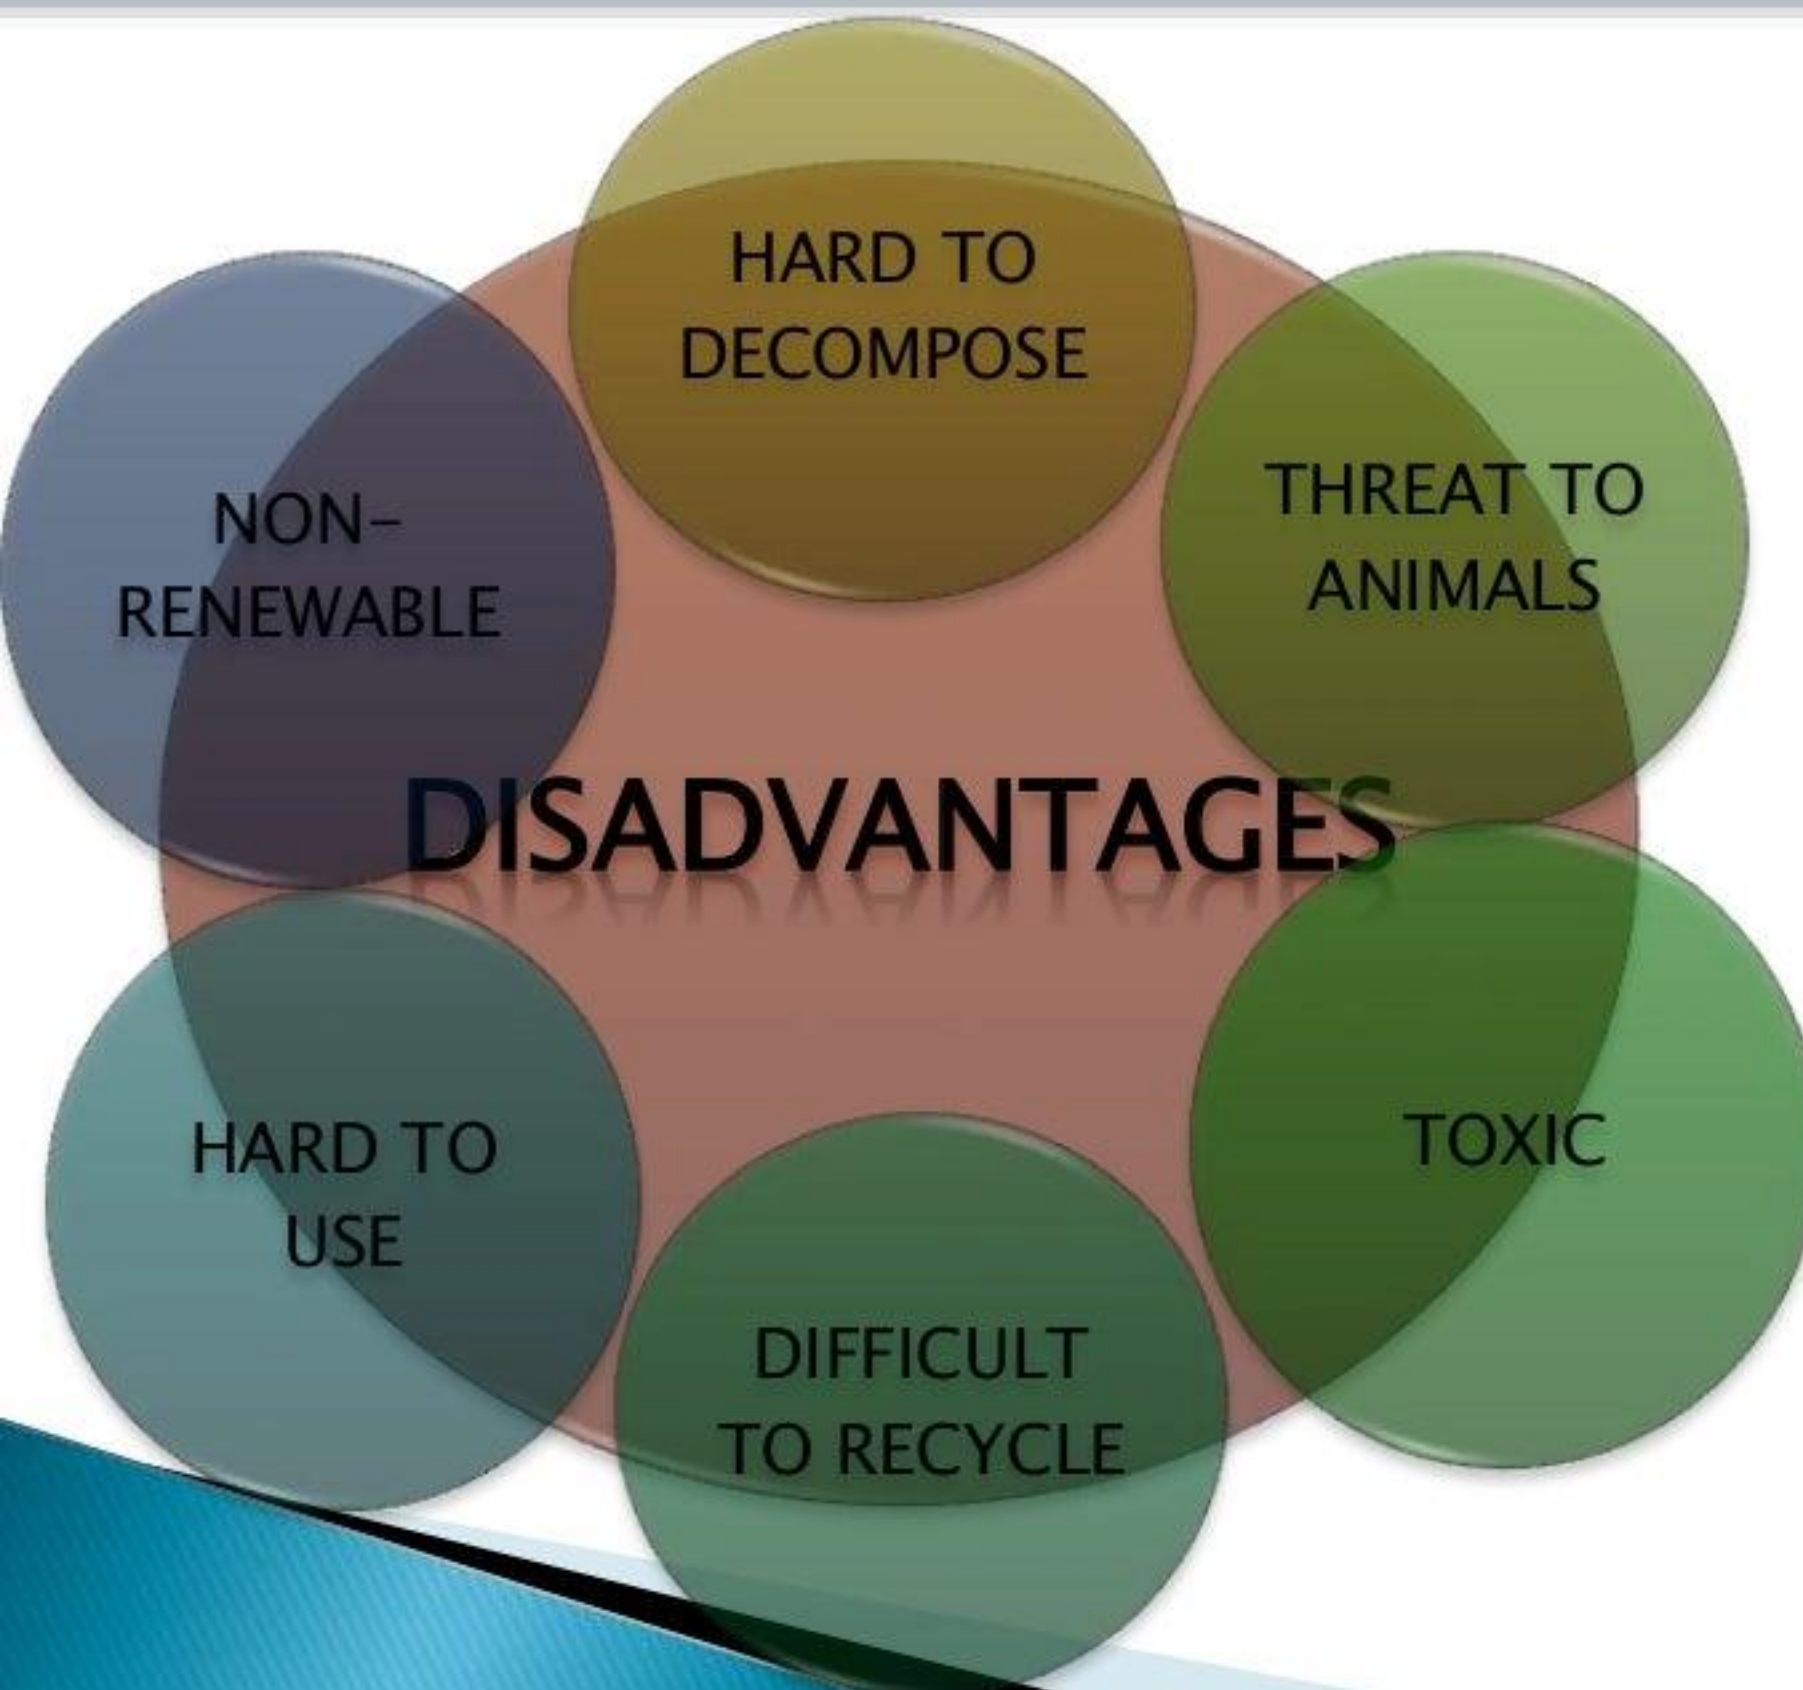 HARD TO
DECOMPOSE
THREAT TO
ANIMALS
TOXIC
DIFFICULT
TO RECYCLE
HARD TO
USE
NON-
RENEWABLE
DISADVANTAGES